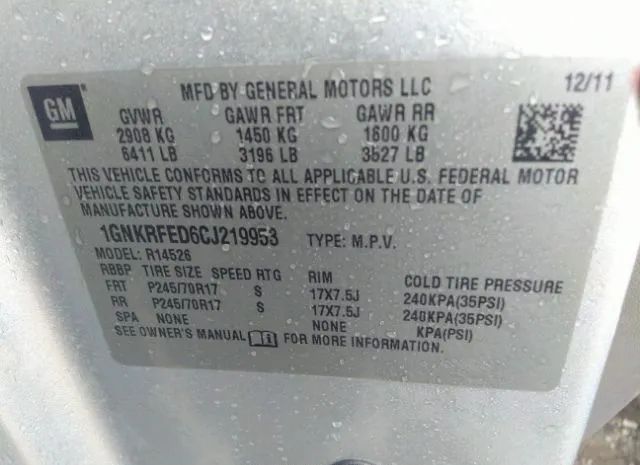 GM
MFD BY GENERAL MOTORS LLC 12/11
GVWR GAWR FRT GAWR RR
2908 KG 1450 KG 1600 KG
6411 LB 3196 LB 3527 LB
THIS VEHICLE CONFORMS TO ALL APPLICABLE U.S. FEDERAL MOTOR
VEHICLE SAFETY STANDARDS IN EFFECT ON THE DATE OF
MANUFACTURE SHOWN ABOVE.
1GNKRFED6CJ219953 TYPE: M.P.V.
MODEL: R14526
RBBP TIRE SIZE SPEED RTG RIM COLD TIRE PRESSURE
FRT P245/70R17 S 17X7.5J 240KPA(35PSI)
RR P245/70R17 S 17X7.5J 240KPA(35PSI)
SPA NONE NONE KPA(PSI)
SEE OWNER'S MANUAL FOR MORE INFORMATION.